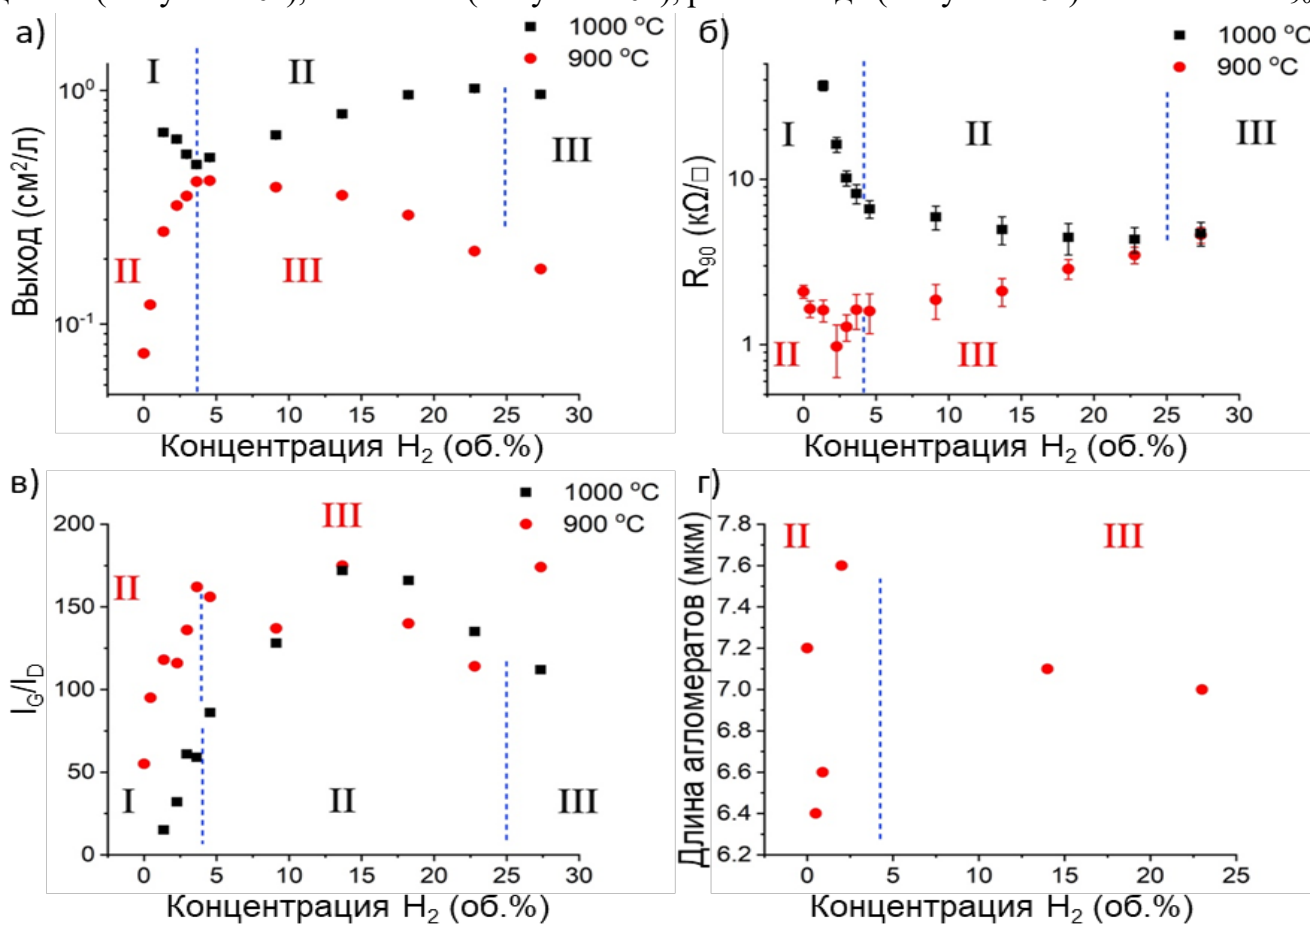 а)
1000 °C
900 °C
I
II
III
II
III
10⁰
10⁻¹
Выход (см²/л)
0 5 10 15 20 25 30
Концентрация H₂ (об.%)
б)
1000 °C
900 °C
I
II
III
II
III
10
1
R₉₀ (кΩ/□)
0 5 10 15 20 25 30
Концентрация H₂ (об.%)
в)
1000 °C
900 °C
III
II
I
II
III
200
150
100
50
0
I_G/I_D
0 5 10 15 20 25 30
Концентрация H₂ (об.%)
г)
II
III
7.8
7.6
7.4
7.2
7.0
6.8
6.6
6.4
6.2
Длина агломератов (мкм)
0 5 10 15 20 25
Концентрация H₂ (об.%)